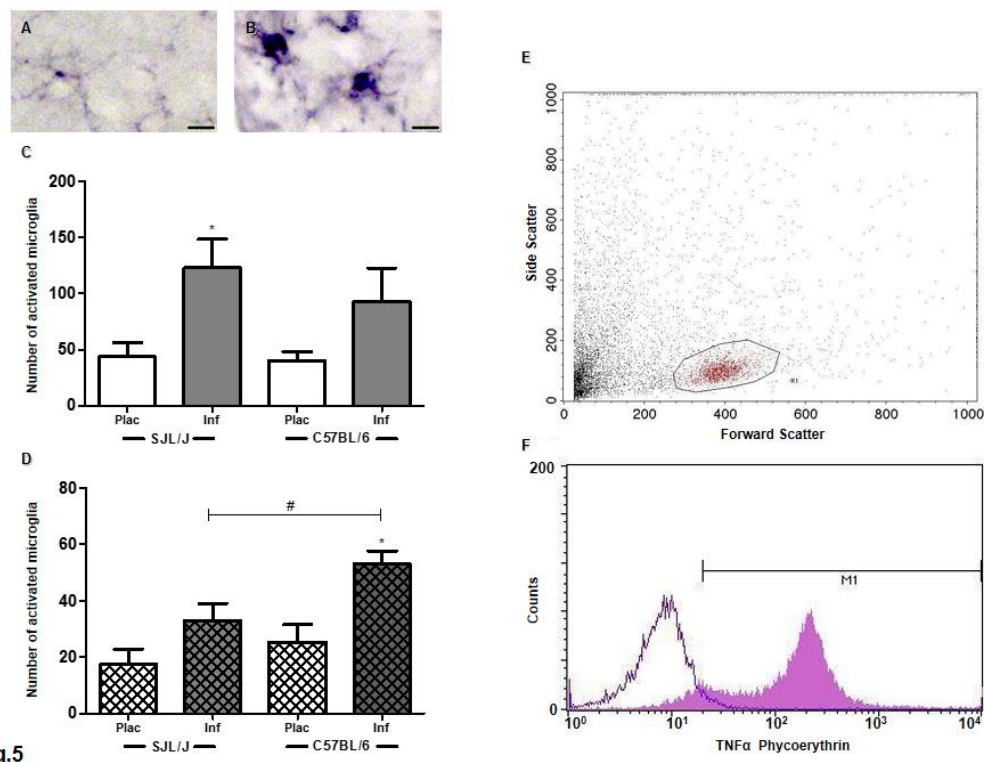 A
B
C
Number of activated microglia
200
150
100
50
0
Plac Inf Plac Inf
SJL/J C57BL/6
D
Number of activated microglia
80
60
40
20
0
Plac Inf Plac Inf
*
*
#
SJL/J C57BL/6
E
Side Scatter
1000
800
600
400
200
0
R1
0 200 400 600 800 1000
Forward Scatter
F
200
Counts
0
M1
10⁰ 10¹ 10² 10³ 10⁴
TNFα Phycoerythrin
.5